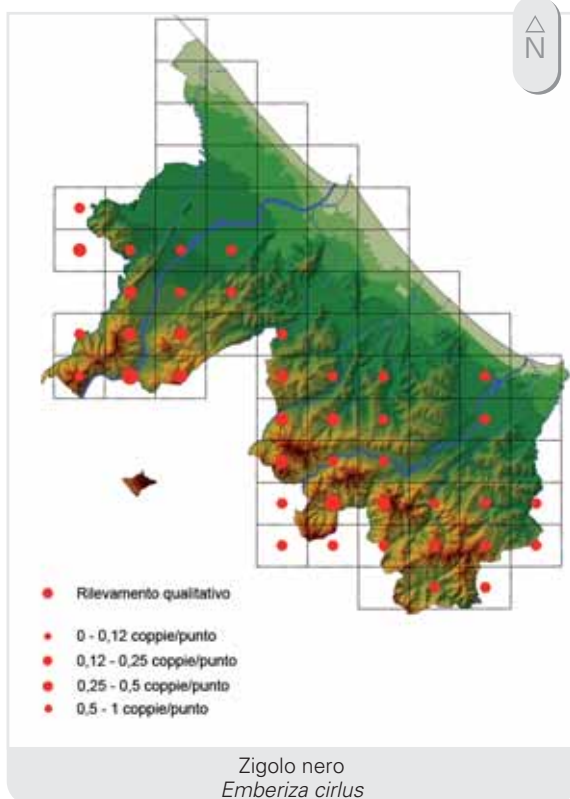 N
Rilevamento qualitativo
0 - 0,12 coppie/punto
0,12 - 0,25 coppie/punto
0,25 - 0,5 coppie/punto
0,5 - 1 coppie/punto
Zigolo nero
Emberiza cirlus